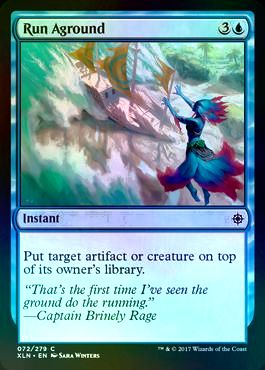 Run Aground 3
Instant
Put target artifact or creature on top
of its owner's library.
"That's the first time I've seen the
ground do the running."
—Captain Brinely Rage
072/279 C
XLN • EN SARA WINTERS
™ & © 2017 Wizards of the Coast